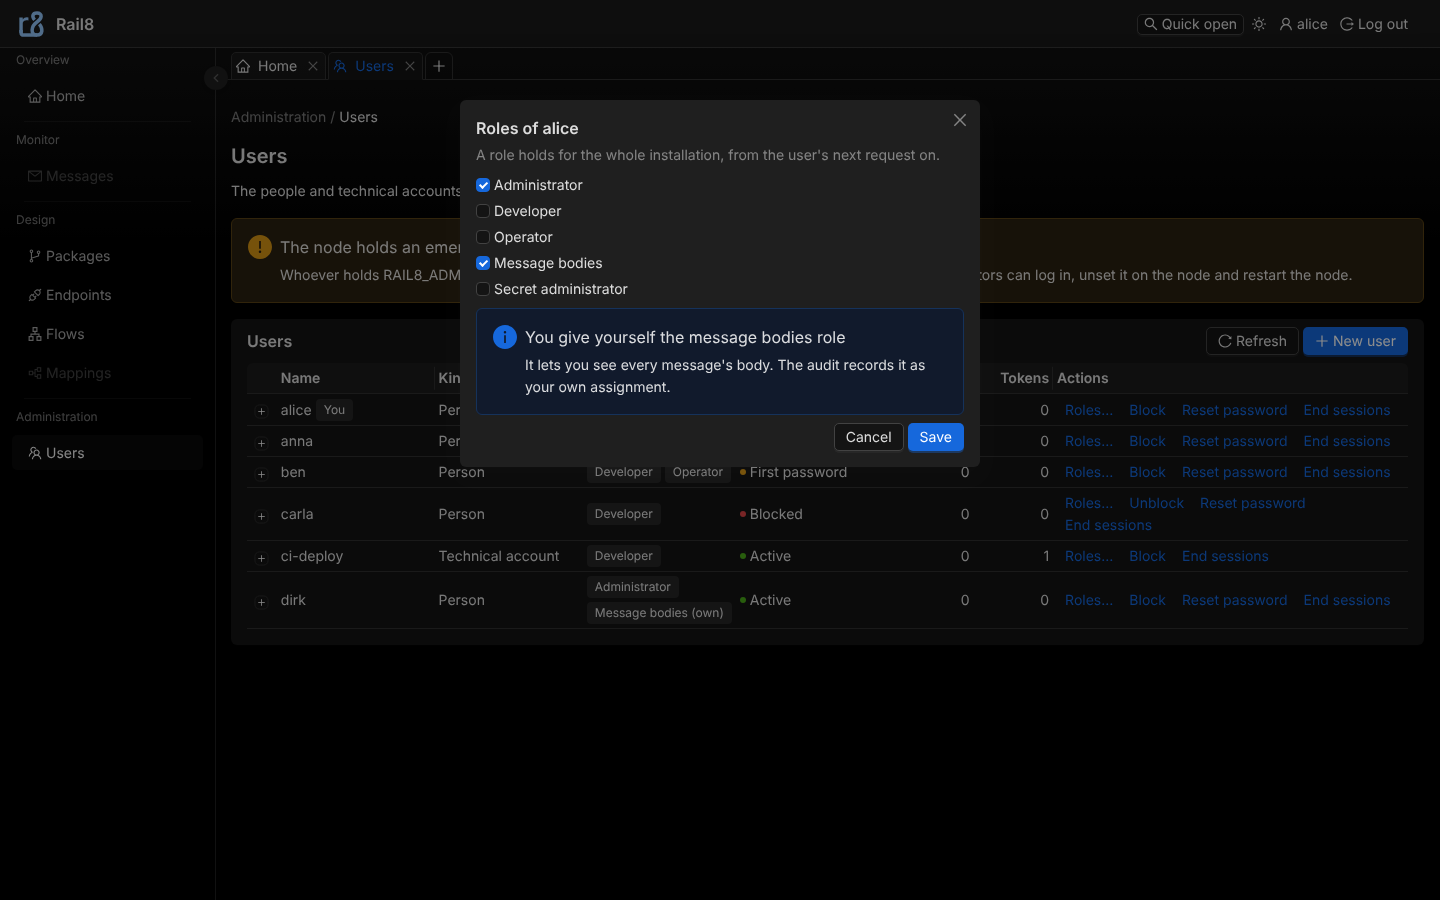 Rail8
Quick open
alice
Log out
Overview
Home
Monitor
Messages
Design
Packages
Endpoints
Flows
Mappings
Administration
Users
Home
Users
Administration / Users
Users
The people and technical accounts
The node holds an eme
Whoever holds RAIL8_ADM
tors can log in, unset it on the node and restart the node.
Roles of alice
A role holds for the whole installation, from the user's next request on.
Administrator
Developer
Operator
Message bodies
Secret administrator
You give yourself the message bodies role
It lets you see every message's body. The audit records it as
your own assignment.
Cancel
Save
Users
Refresh
New user
Name Kin Tokens Actions
alice You Per 0 Roles... Block Reset password End sessions
anna Per 0 Roles... Block Reset password End sessions
ben Person Developer Operator First password 0 0 Roles... Block Reset password End sessions
carla Person Developer Blocked 0 0 Roles... Unblock Reset password
End sessions
ci-deploy Technical account Developer Active 0 1 Roles... Block End sessions
Administrator
dirk Person Active 0 0 Roles... Block Reset password End sessions
Message bodies (own)